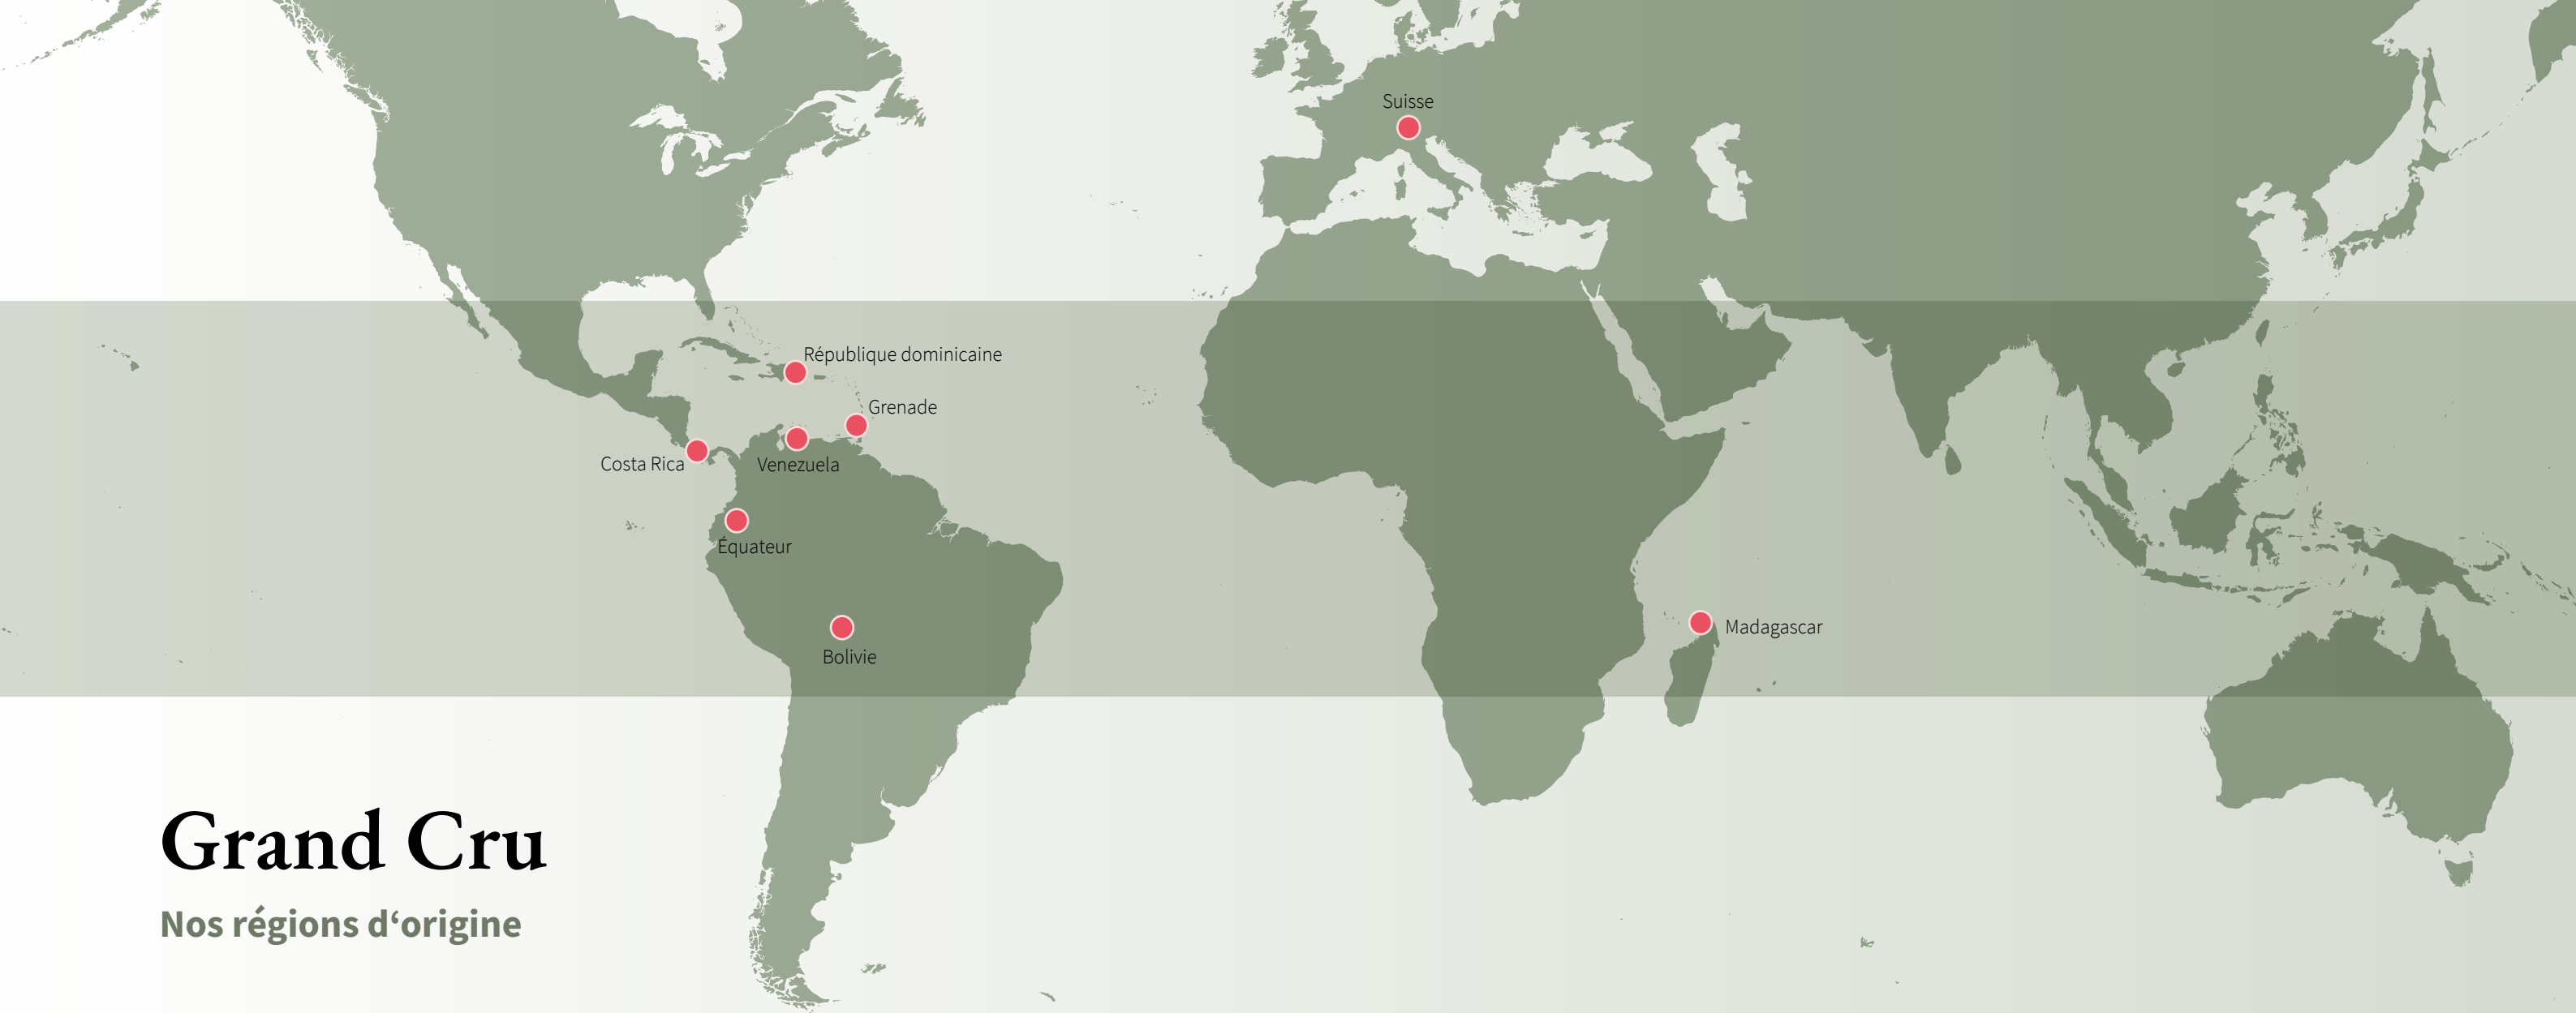 Suisse
République dominicaine
Grenade
Costa Rica
Venezuela
Équateur
Madagascar
Bolivie
Grand Cru
Nos régions d‘origine